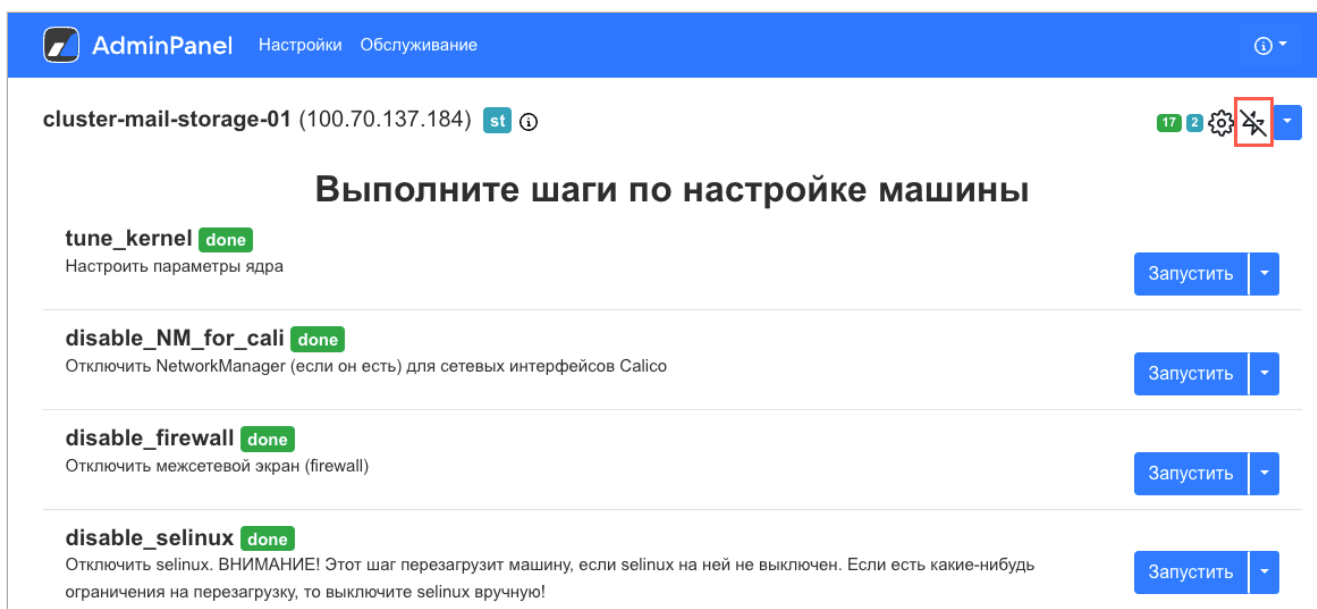 AdminPanel Настройки Обслуживание
cluster-mail-storage-01 (100.70.137.184) st 17 2
Выполните шаги по настройке машины
tune_kernel done
Настроить параметры ядра
Запустить
disable_NM_for_cali done
Отключить NetworkManager (если он есть) для сетевых интерфейсов Calico
Запустить
disable_firewall done
Отключить межсетевой экран (firewall)
Запустить
disable_selinux done
Отключить selinux. ВНИМАНИЕ! Этот шаг перезагрузит машину, если selinux на ней не выключен. Если есть какие-нибудь
ограничения на перезагрузку, то выключите selinux вручную!
Запустить